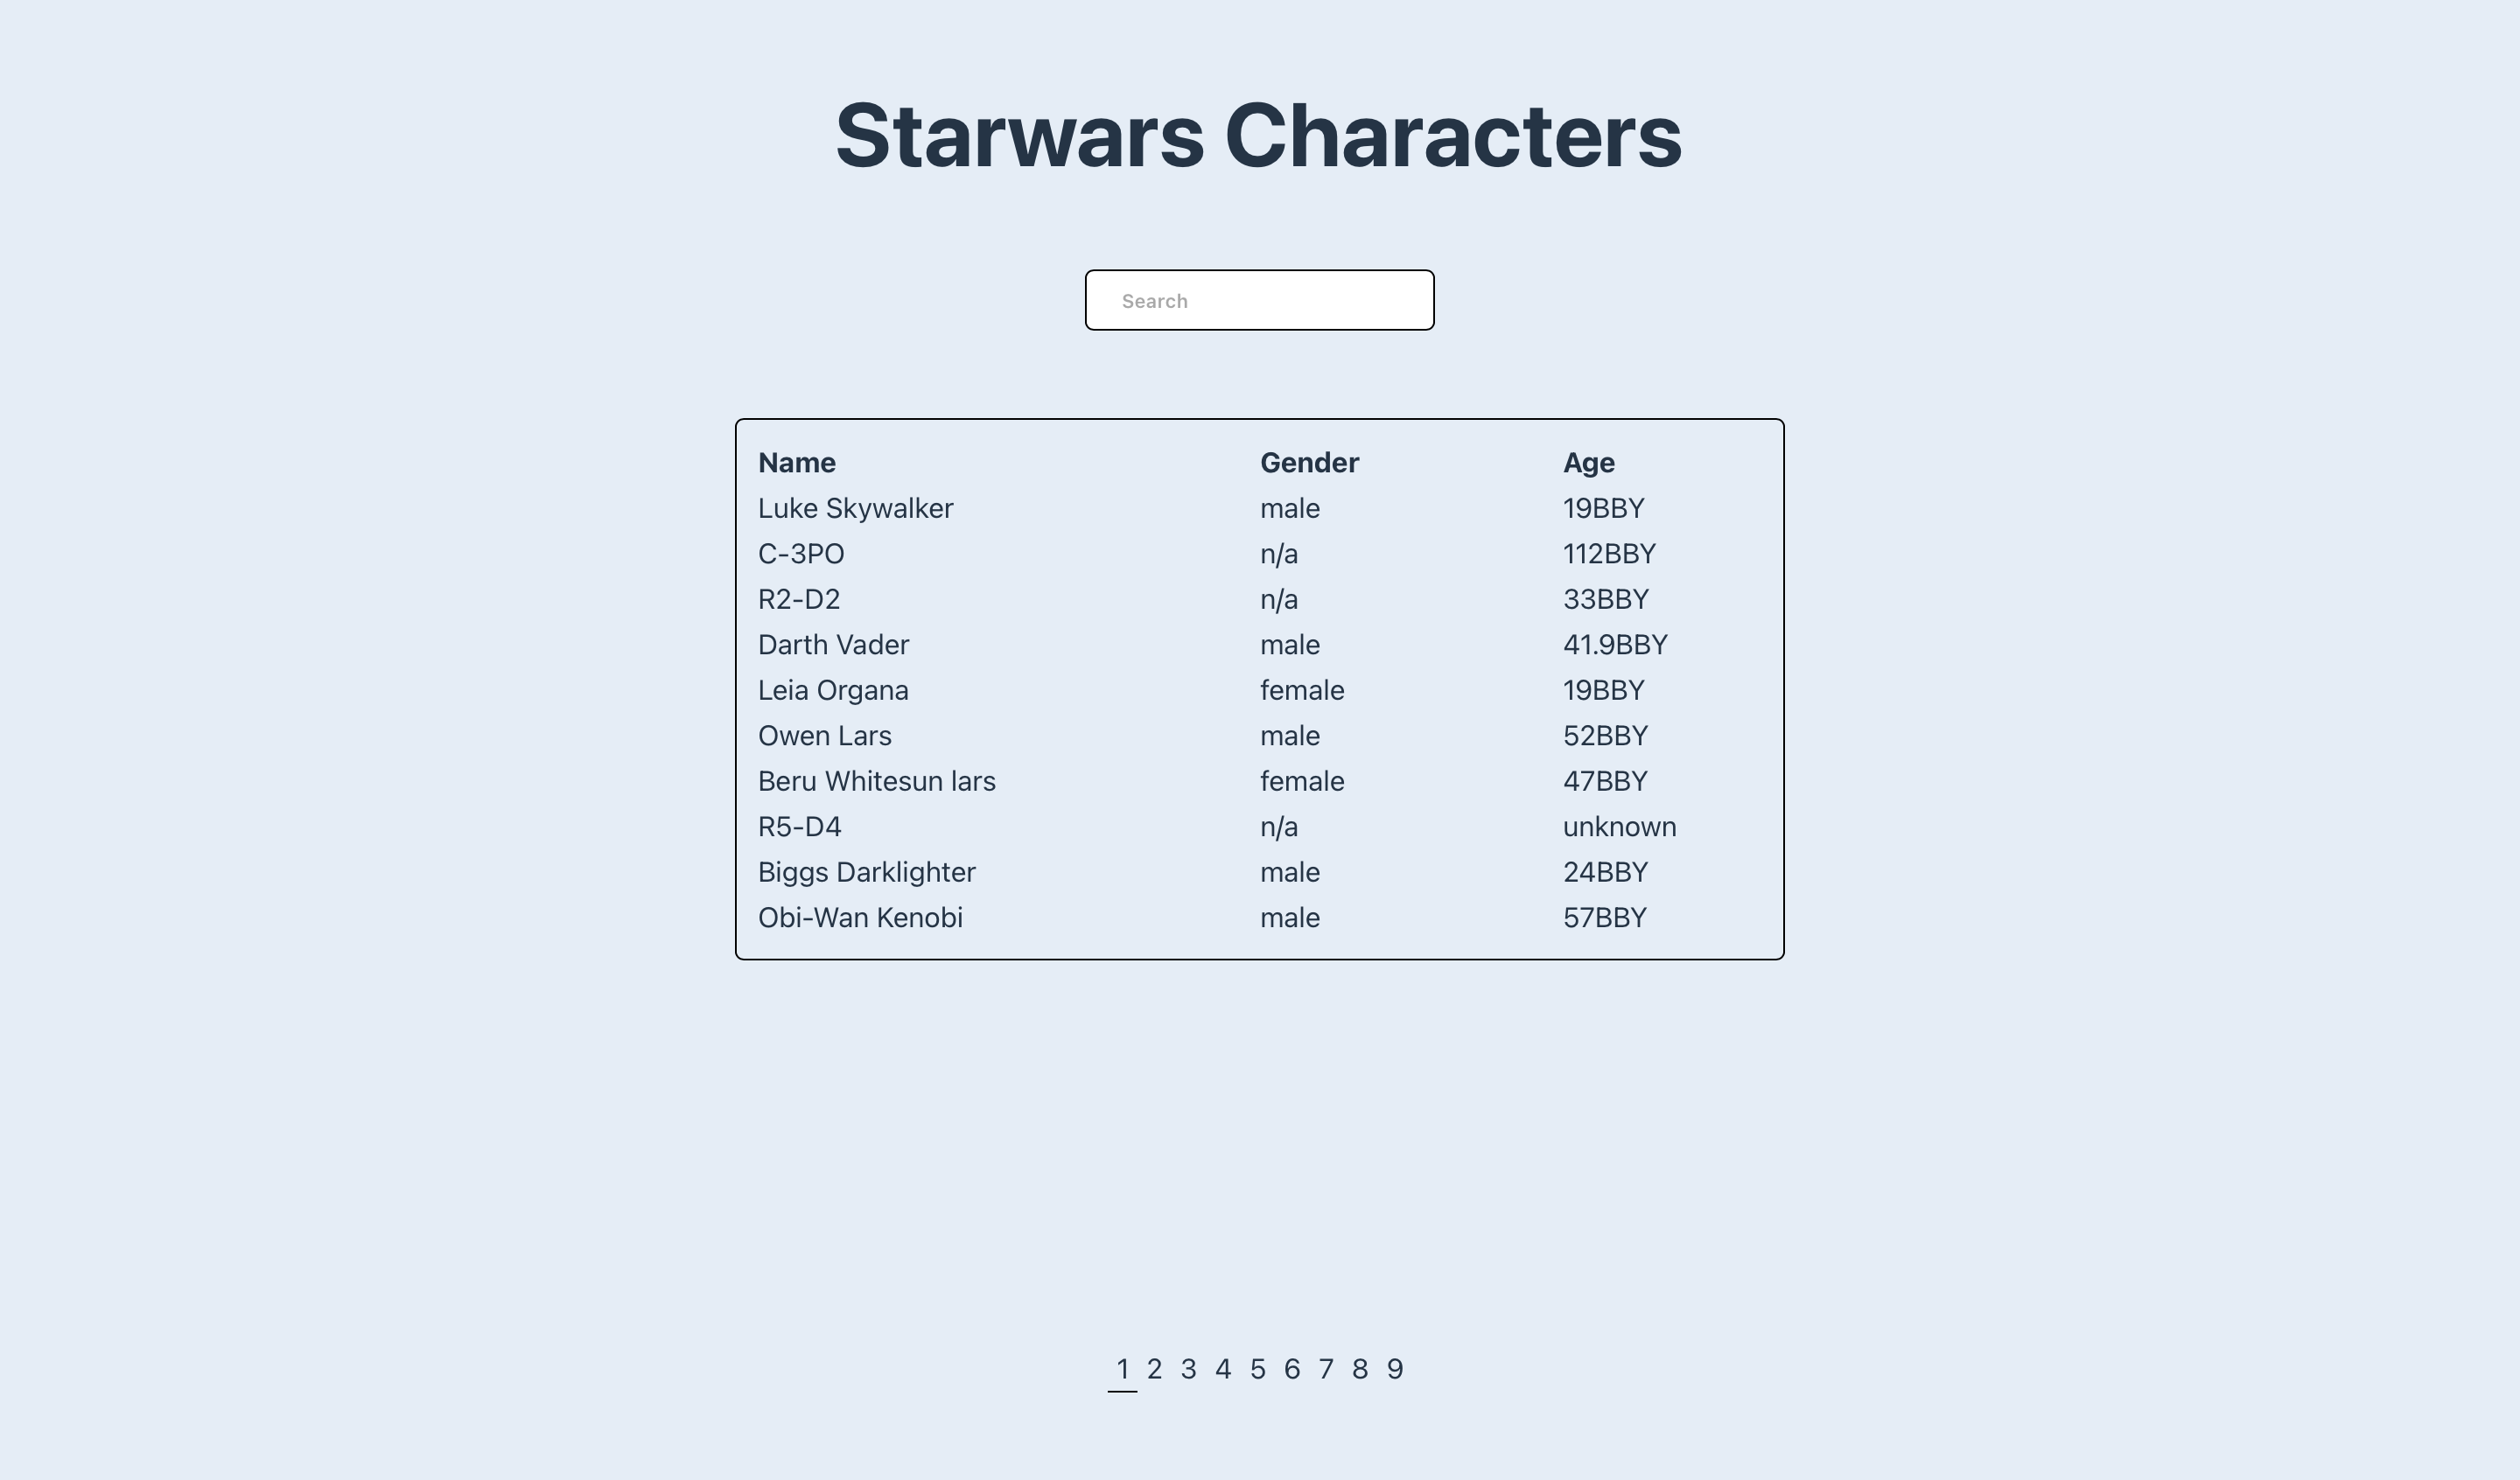 Starwars Characters
Search
Name Gender Age
Luke Skywalker male 19BBY
C-3PO n/a 112BBY
R2-D2 n/a 33BBY
Darth Vader male 41.9BBY
Leia Organa female 19BBY
Owen Lars male 52BBY
Beru Whitesun lars female 47BBY
R5-D4 n/a unknown
Biggs Darklighter male 24BBY
Obi-Wan Kenobi male 57BBY
1 2 3 4 5 6 7 8 9